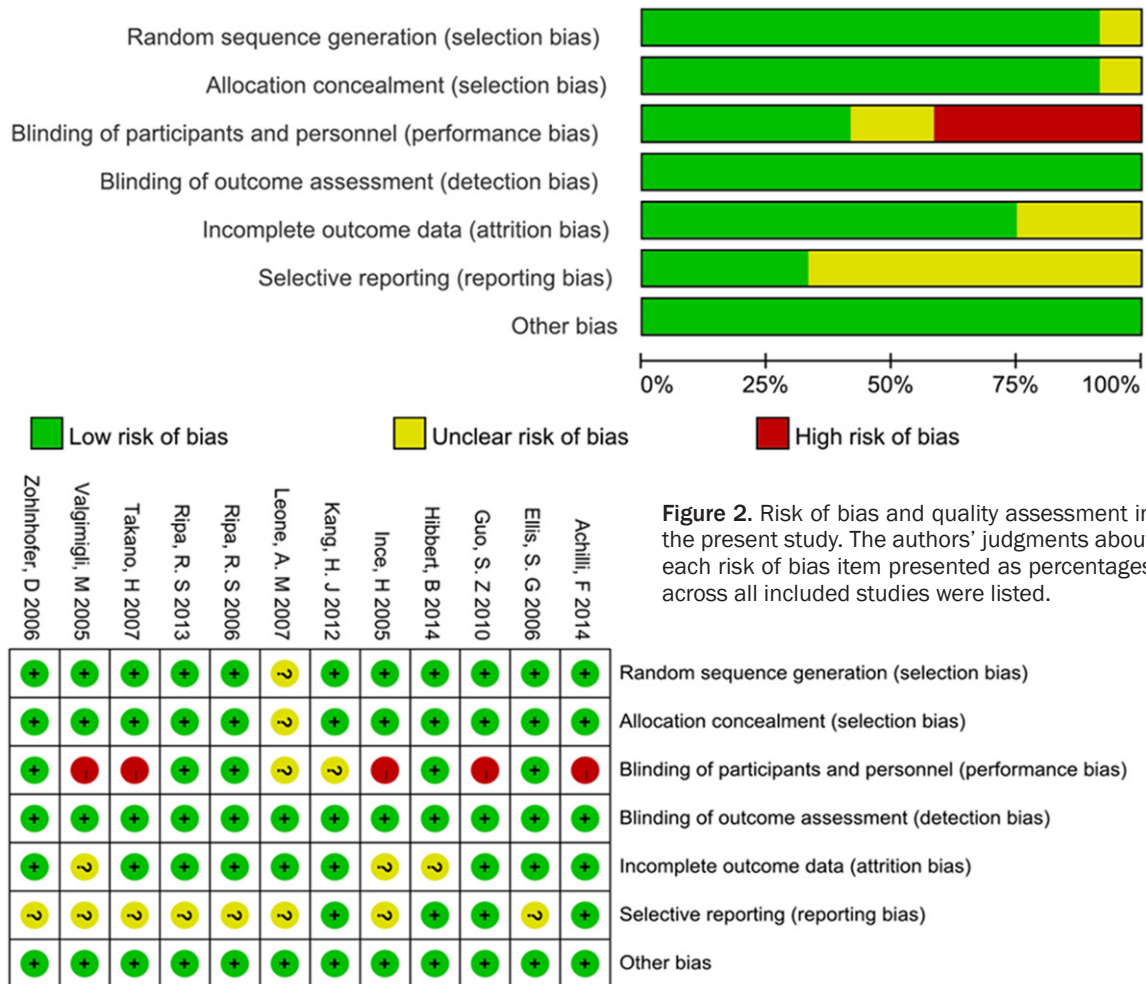 Random sequence generation (selection bias)
Allocation concealment (selection bias)
Blinding of participants and personnel (performance bias)
Blinding of outcome assessment (detection bias)
Incomplete outcome data (attrition bias)
Selective reporting (reporting bias)
Other bias
0% 25% 50% 75% 100%
Low risk of bias
Unclear risk of bias
High risk of bias
Figure 2. Risk of bias and quality assessment in
the present study. The authors' judgments about
each risk of bias item presented as percentages
across all included studies were listed.
Zohlnhofer, D 2006
Valgimigli, M 2005
Takano, H 2007
Ripa, R. S 2013
Ripa, R. S 2006
Leone, A. M 2007
Kang, H. J 2012
Ince, H 2005
Hibbert, B 2014
Guo, S. Z 2010
Ellis, S. G 2006
Achilli, F 2014
+ + + + + ? + + + + + + Random sequence generation (selection bias)
+ + + + + ? + + + + + + Allocation concealment (selection bias)
+ – – + + ? ? – + – + – Blinding of participants and personnel (performance bias)
+ + + + + + + + + + + + Blinding of outcome assessment (detection bias)
+ ? + + + + + ? ? + + + Incomplete outcome data (attrition bias)
? ? ? ? ? ? + ? + + ? + Selective reporting (reporting bias)
+ + + + + + + + + + + + Other bias